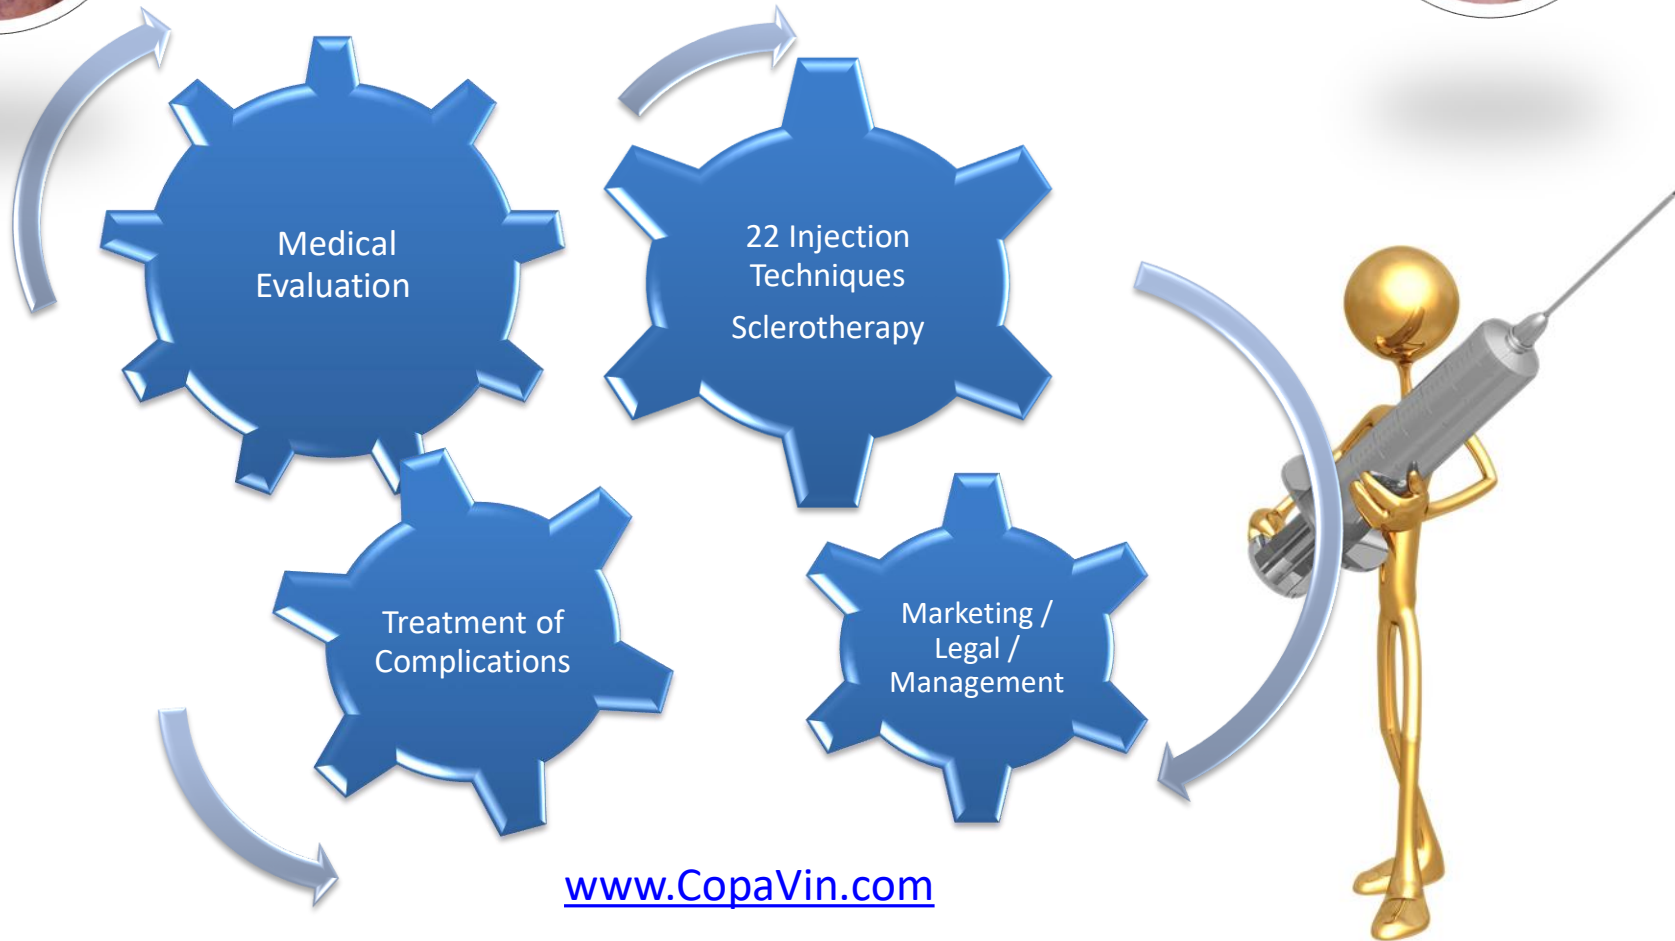 Medical
Evaluation
22 Injection
Techniques
Sclerotherapy
Treatment of
Complications
Marketing /
Legal /
Management
www.CopaVin.com